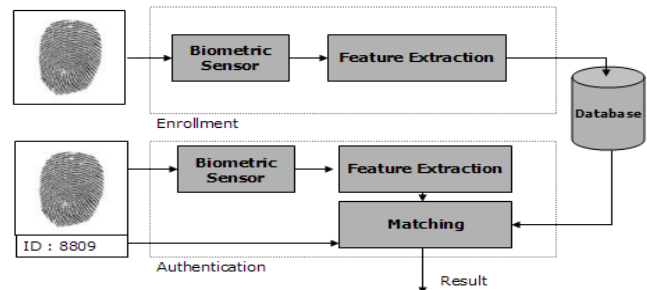 Biometric
Sensor
Feature Extraction
Database
Enrollment
Biometric
Sensor
Feature Extraction
Matching
ID : 8809
Authentication
Result